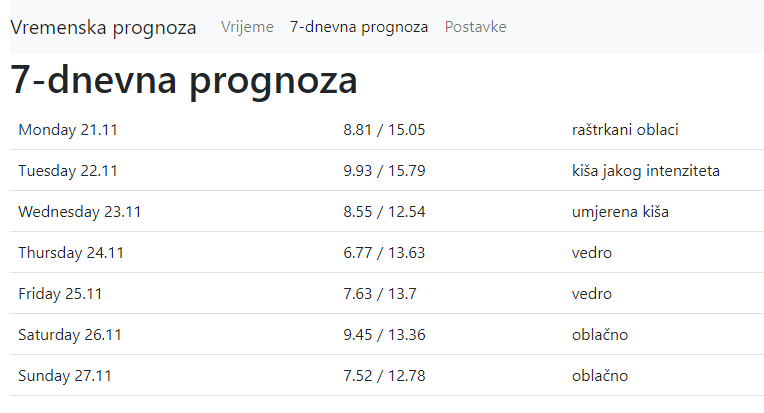 Vremenska prognoza Vrijeme 7-dnevna prognoza Postavke
7-dnevna prognoza
Monday 21.11 8.81 / 15.05 raštrkani oblaci
Tuesday 22.11 9.93 / 15.79 kiša jakog intenziteta
Wednesday 23.11 8.55 / 12.54 umjerena kiša
Thursday 24.11 6.77 / 13.63 vedro
Friday 25.11 7.63 / 13.7 vedro
Saturday 26.11 9.45 / 13.36 oblačno
Sunday 27.11 7.52 / 12.78 oblačno